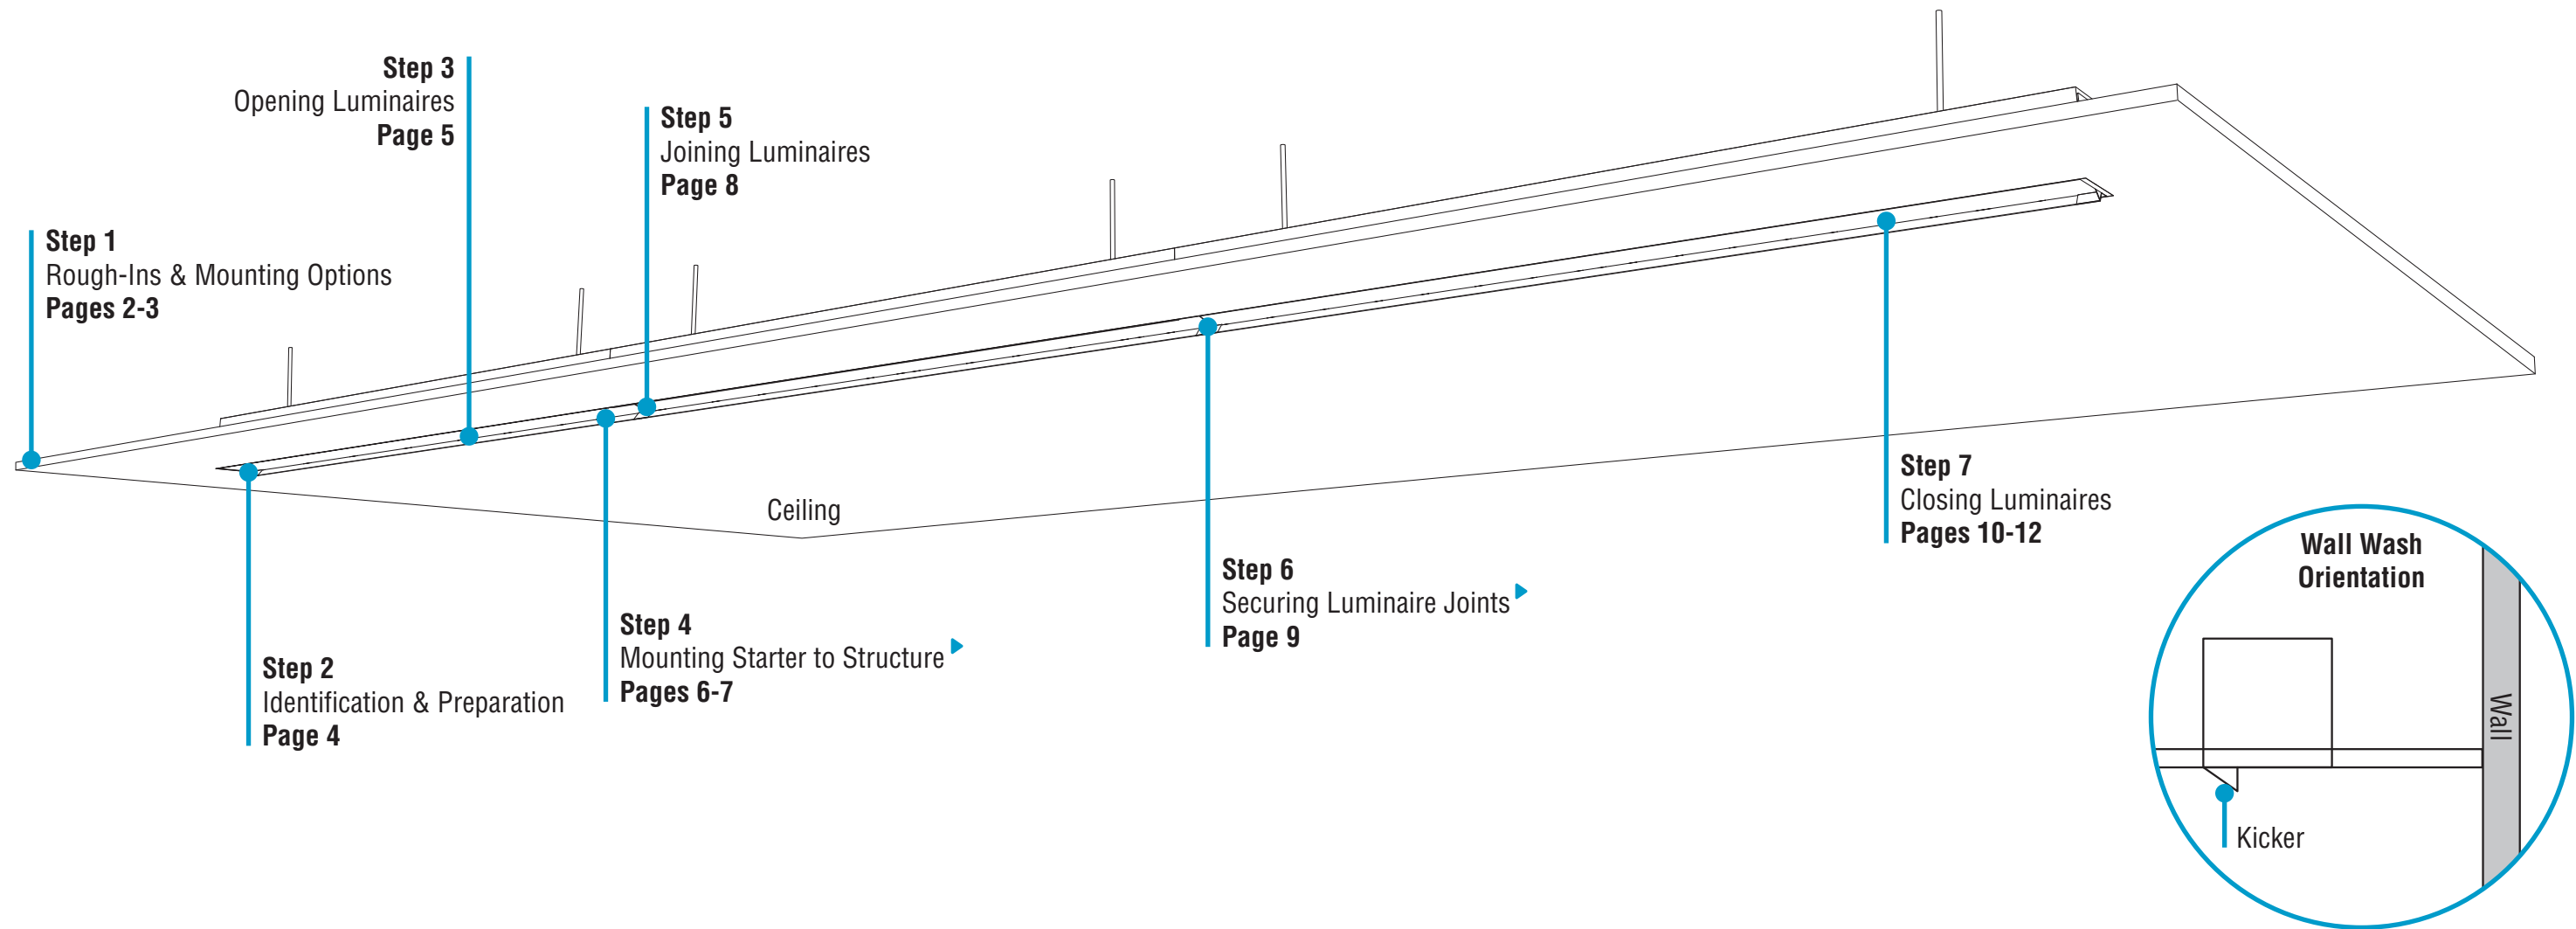 Step 1
Rough-Ins & Mounting Options
Pages 2-3
Step 3
Opening Luminaires
Page 5
Step 5
Joining Luminaires
Page 8
Ceiling
Step 2
Identification & Preparation
Page 4
Step 4
Mounting Starter to Structure
Pages 6-7
Step 6
Securing Luminaire Joints
Page 9
Step 7
Closing Luminaires
Pages 10-12
Wall Wash
Orientation
Wall
Kicker